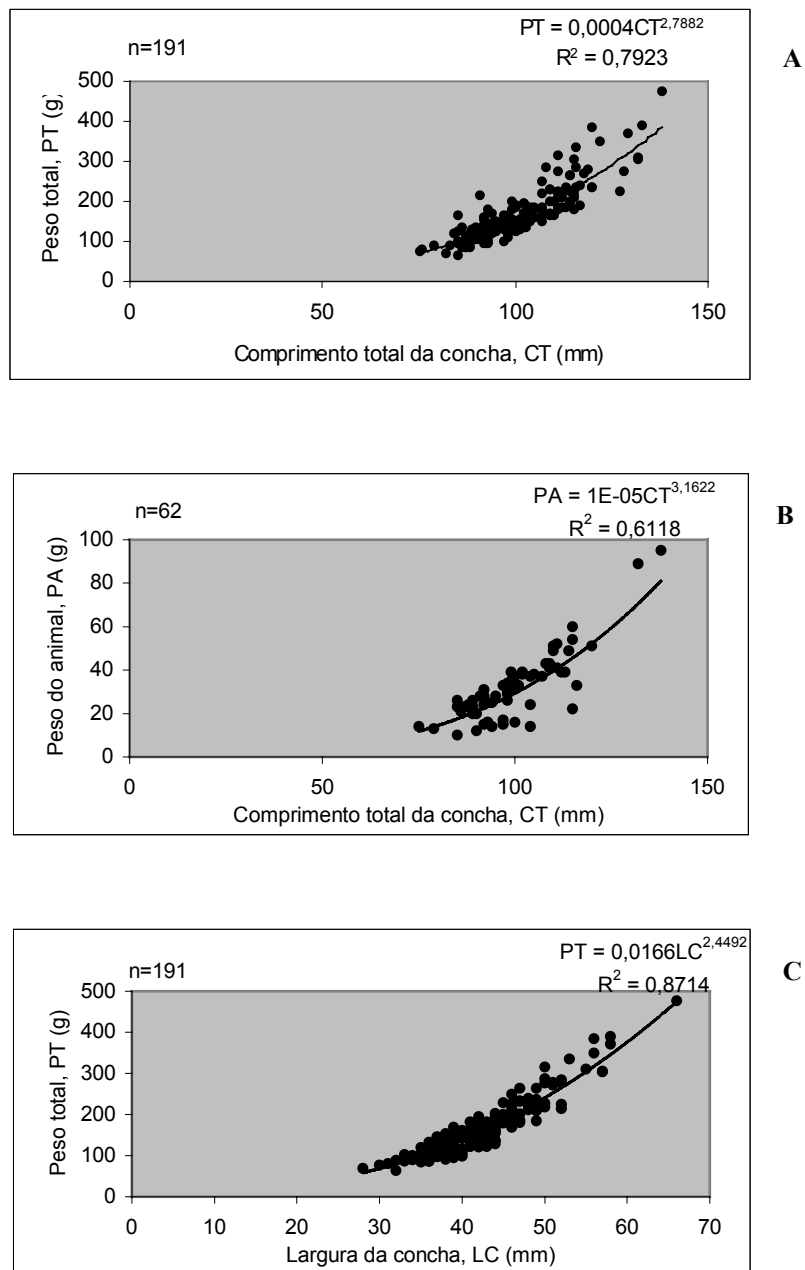 n=191
PT = 0,0004CT^2,7882
R² = 0,7923
A
Peso total, PT (g)
500
400
300
200
100
0
0 50 100 150
Comprimento total da concha, CT (mm)
n=62
PA = 1E-05CT^3,1622
R² = 0,6118
B
Peso do animal, PA (g)
100
80
60
40
20
0
0 50 100 150
Comprimento total da concha, CT (mm)
n=191
PT = 0,0166LC^2,4492
R² = 0,8714
C
Peso total, PT (g)
500
400
300
200
100
0
0 10 20 30 40 50 60 70
Largura da concha, LC (mm)